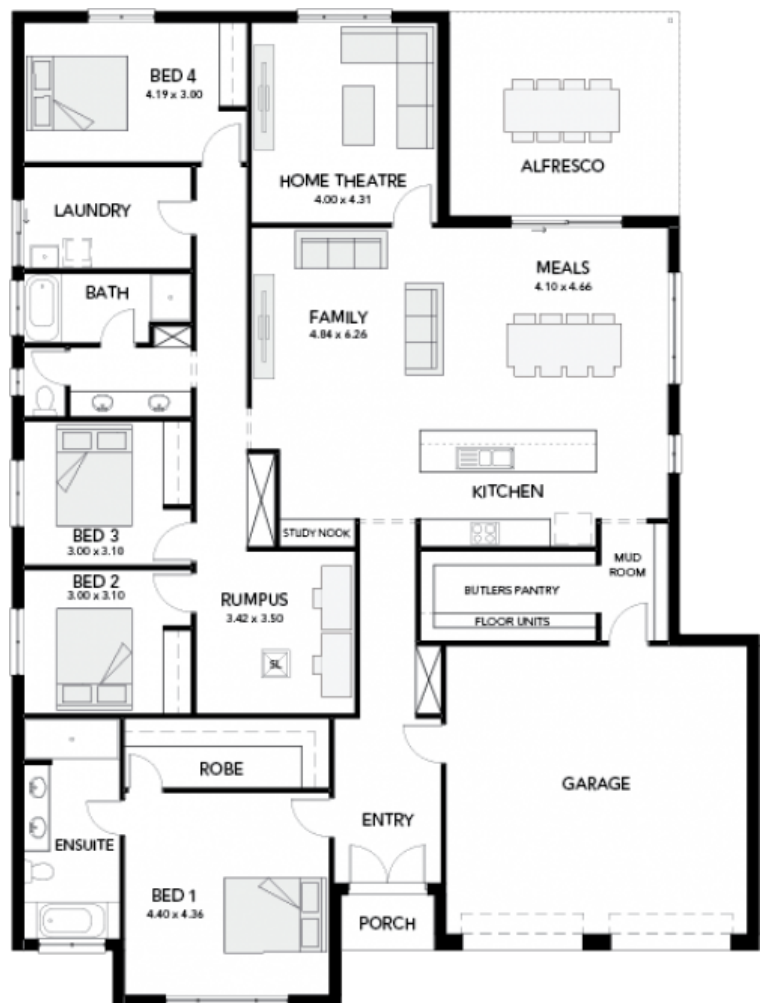 BED 4
4.19 x 3.00
HOME THEATRE
4.00 x 4.31
ALFRESCO
LAUNDRY
BATH
MEALS
4.10 x 4.66
FAMILY
4.84 x 6.26
KITCHEN
STUDY NOOK
BED 3
3.00 x 3.10
BED 2
3.00 x 3.10
MUD
ROOM
BUTLERS PANTRY
FLOOR UNITS
RUMPUS
3.42 x 3.50
SL
ROBE
GARAGE
ENTRY
ENSUITE
BED 1
4.40 x 4.36
PORCH